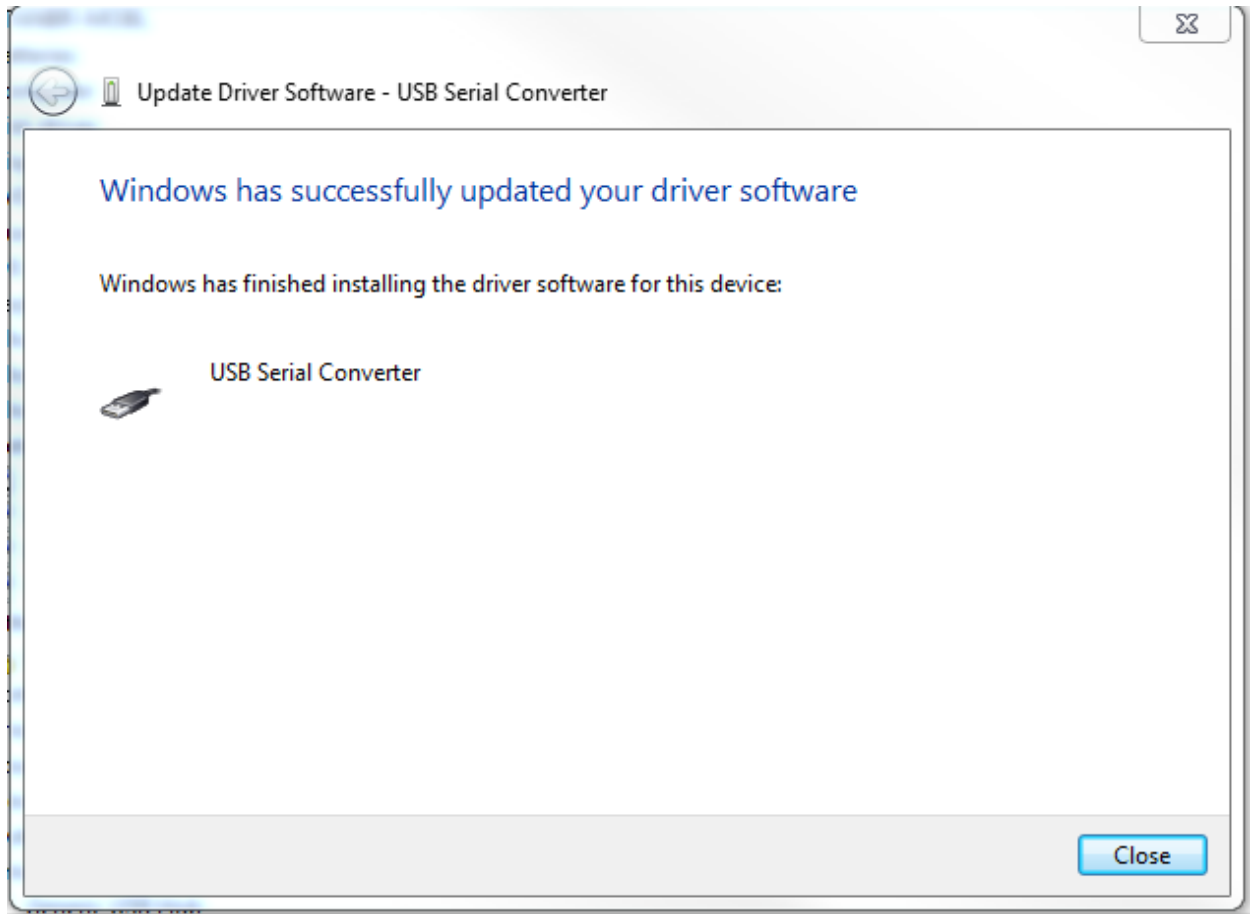 Update Driver Software - USB Serial Converter
Windows has successfully updated your driver software
Windows has finished installing the driver software for this device:
USB Serial Converter
Close